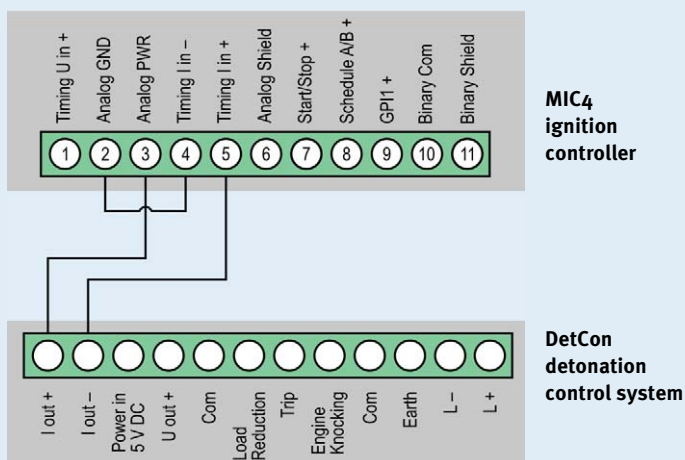 Timing U in +
Analog GND
Analog PWR
Timing I in –
Timing I in +
Analog Shield
Start/Stop +
Schedule A/B +
GPI1 +
Binary Com
Binary Shield
1 2 3 4 5 6 7 8 9 10 11
MIC4
ignition
controller
DetCon
detonation
control system
I out +
I out –
Power in
5 V DC
U out +
Com
Load
Reduction
Trip
Engine
Knocking
Com
Earth
L –
L +